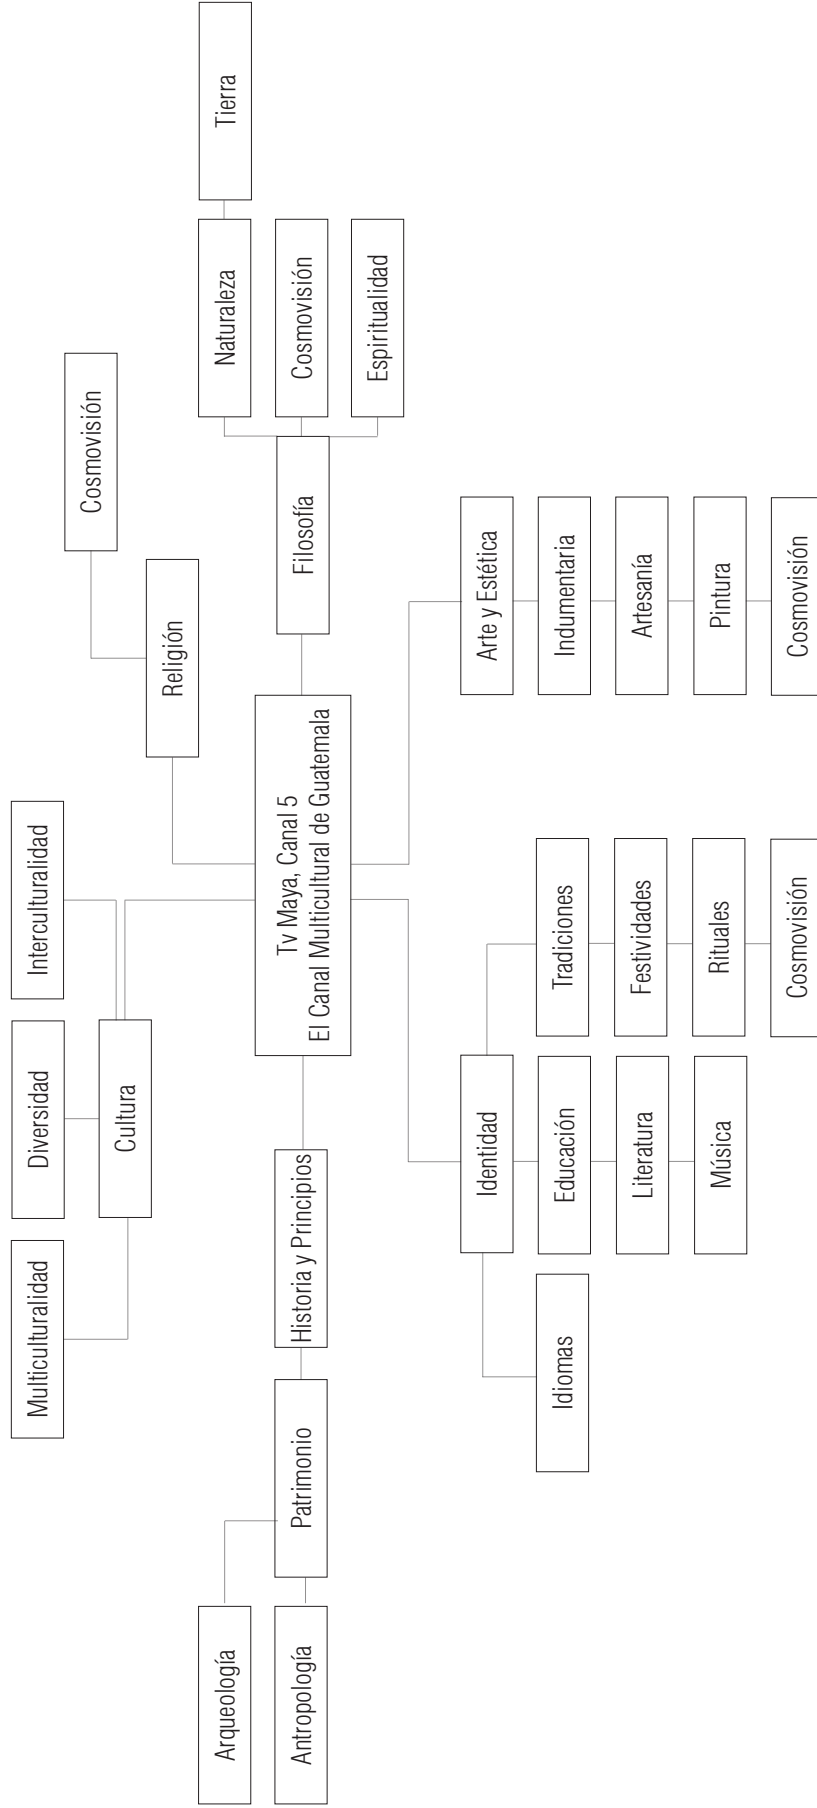 Multiculturalidad
Diversidad
Interculturalidad
Cosmovisión
Cultura
Religión
Arqueología
Naturaleza
Tierra
Antropología
Patrimonio
Historia y Principios
Tv Maya, Canal 5
El Canal Multicultural de Guatemala
Filosofía
Cosmovisión
Espiritualidad
Identidad
Arte y Estética
Idiomas
Educación
Tradiciones
Indumentaria
Literatura
Festividades
Artesanía
Música
Rituales
Pintura
Cosmovisión
Cosmovisión